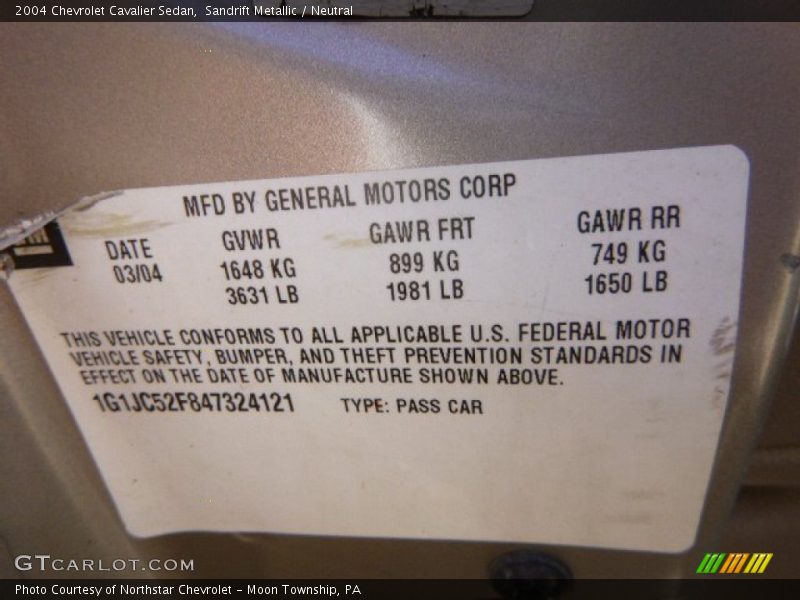 2004 Chevrolet Cavalier Sedan,  Sandrift Metallic / Neutral
MFD BY GENERAL MOTORS CORP
DATE GVWR GAWR FRT GAWR RR
03/04 1648 KG 899 KG 749 KG
3631 LB 1981 LB 1650 LB
THIS VEHICLE CONFORMS TO ALL APPLICABLE U.S. FEDERAL MOTOR
VEHICLE SAFETY, BUMPER, AND THEFT PREVENTION STANDARDS IN
EFFECT ON THE DATE OF MANUFACTURE SHOWN ABOVE.
1G1JC52F847324121 TYPE: PASS CAR
GTCARLOT.COM
Photo Courtesy of Northstar Chevrolet - Moon Township, PA